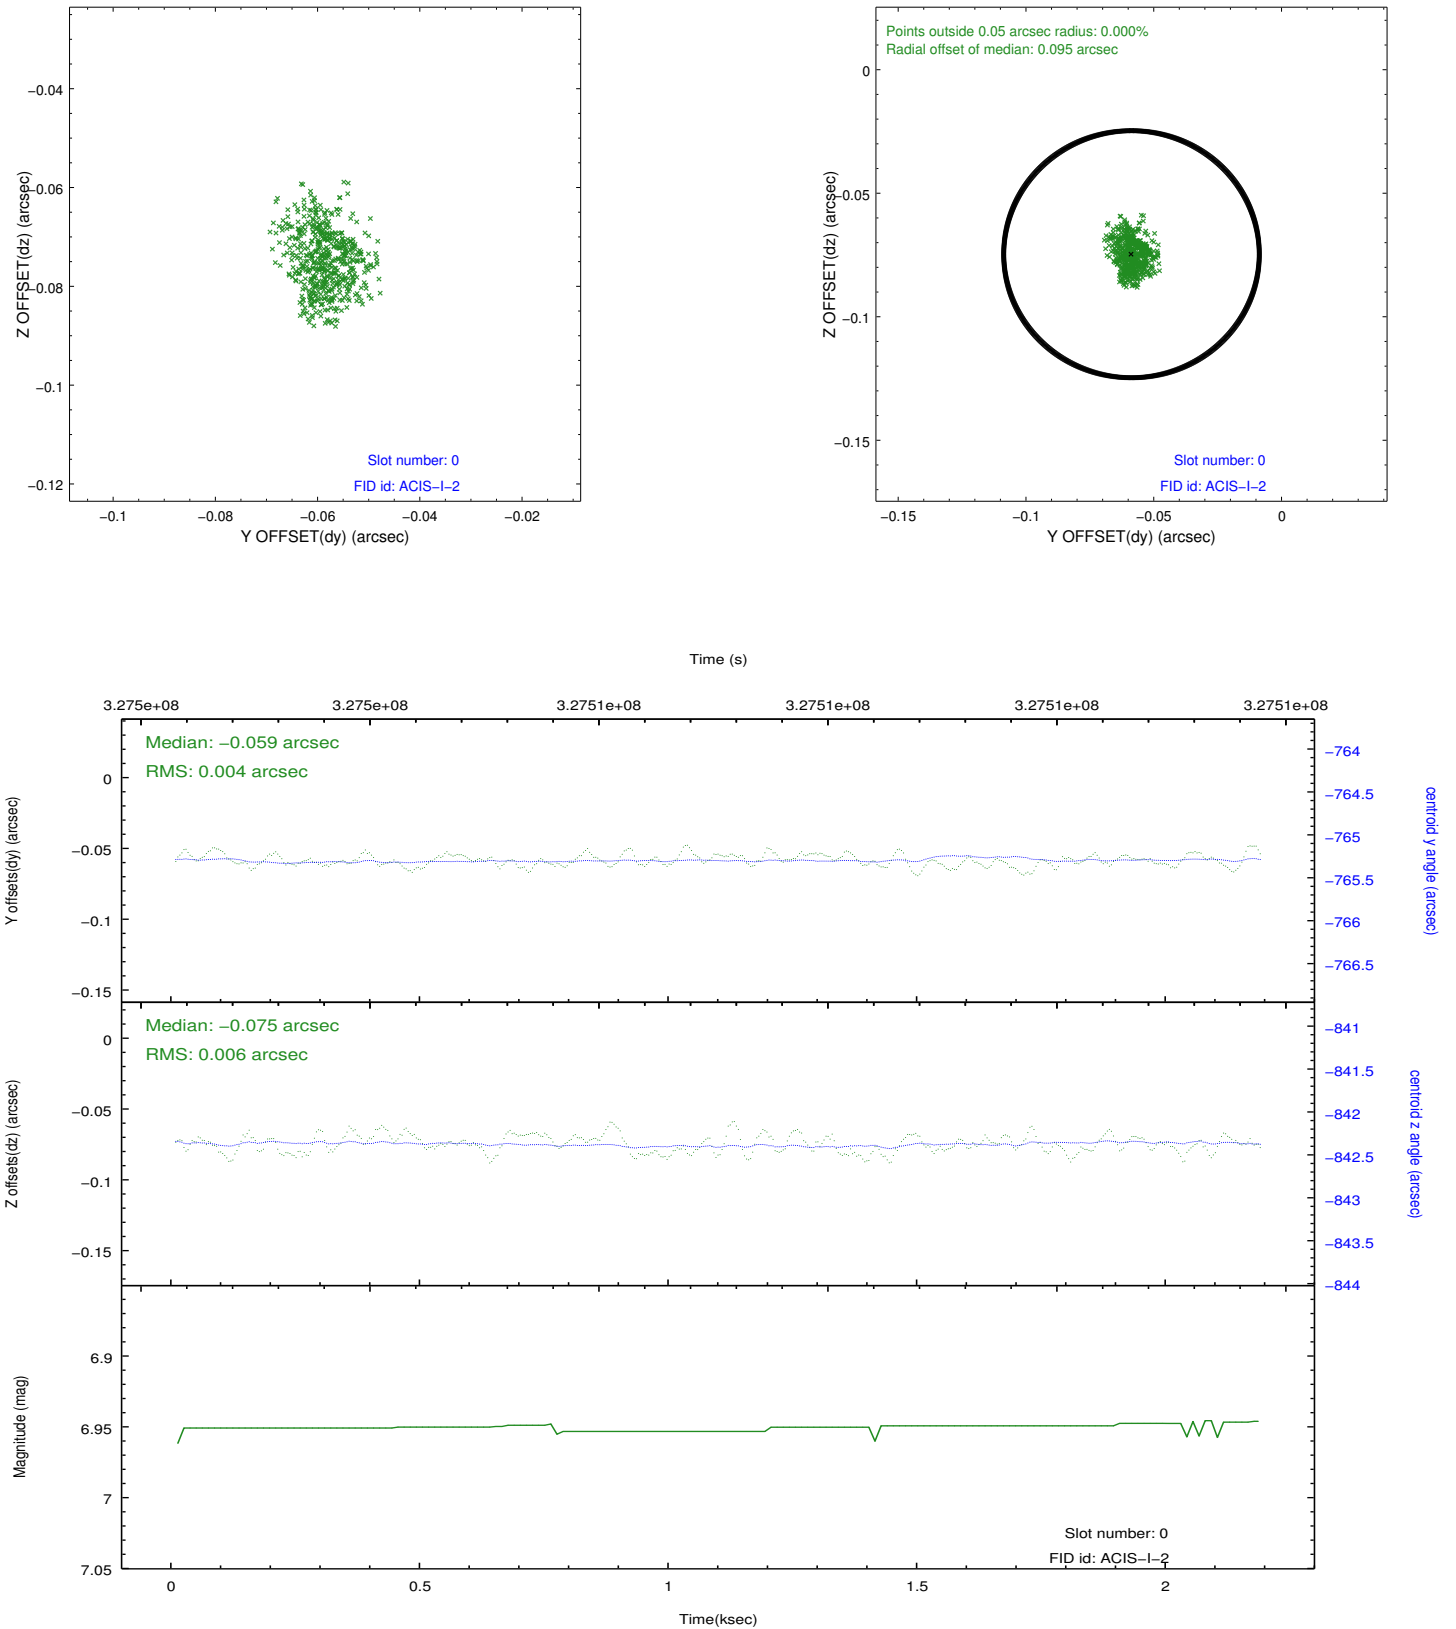 −0.04
−0.06
−0.08
−0.1
−0.12
Z OFFSET(dz) (arcsec)
Slot number: 0
FID id: ACIS−I−2
−0.1
−0.08
−0.06
−0.04
−0.02
Y OFFSET(dy) (arcsec)
Points outside 0.05 arcsec radius: 0.000%
Radial offset of median: 0.095 arcsec
0
−0.05
−0.1
−0.15
Z OFFSET(dz) (arcsec)
Slot number: 0
FID id: ACIS−I−2
−0.15
−0.1
−0.05
0
Y OFFSET(dy) (arcsec)
Time (s)
3.275e+08
3.275e+08
3.2751e+08
3.2751e+08
3.2751e+08
3.2751e+08
Median: −0.059 arcsec
RMS: 0.004 arcsec
0
−0.05
−0.1
−0.15
Y offsets(dy) (arcsec)
−764
−764.5
−765
−765.5
−766
−766.5
centroid y angle (arcsec)
Median: −0.075 arcsec
RMS: 0.006 arcsec
0
−0.05
−0.1
−0.15
Z offsets(dz) (arcsec)
−841
−841.5
−842
−842.5
−843
−843.5
−844
centroid z angle (arcsec)
6.9
6.95
7
7.05
Magnitude (mag)
Slot number: 0
FID id: ACIS−I−2
0
0.5
1
1.5
2
Time(ksec)